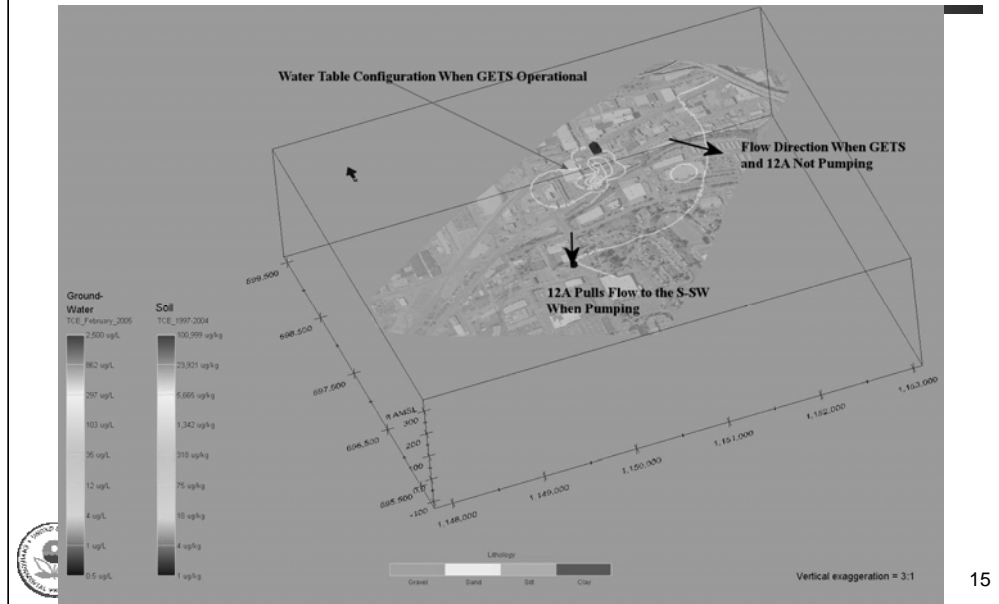 Water Table Configuration When GETS Operational
Flow Direction When GETS
and 12A Not Pumping
12A Pulls Flow to the S-SW
When Pumping
699,500
698,500
697,500
696,500
695,500
ft AMSL
300
200
100
0.0
-100
1,148,000
1,149,000
1,150,000
1,151,000
1,152,000
1,153,000
Ground-
Water
TCE_February_2005
2,600 ug/L
862 ug/L
297 ug/L
103 ug/L
35 ug/L
12 ug/L
4 ug/L
1 ug/L
0.5 ug/L
Soil
TCE_1997-2004
100,999 ug/kg
23,921 ug/kg
5,665 ug/kg
1,342 ug/kg
318 ug/kg
75 ug/kg
18 ug/kg
4 ug/kg
1 ug/kg
Lithology
Gravel Sand Silt Clay
Vertical exaggeration = 3:1
15